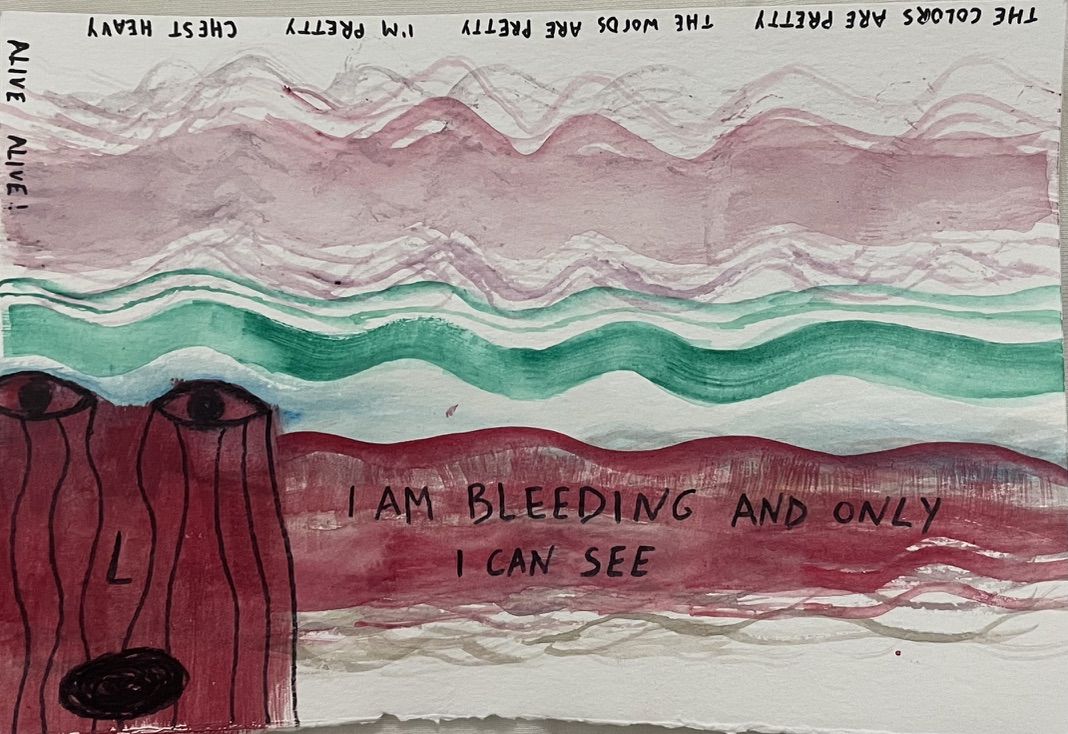 THE COLORS ARE PRETTY THE WORDS ARE PRETTY I'M PRETTY CHEST HEAVY
ALIVE ALIVE!
I AM BLEEDING AND ONLY
I CAN SEE